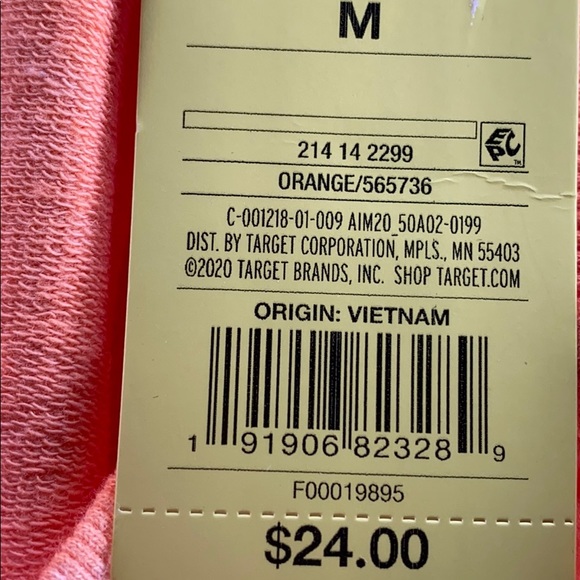 M
EPC™
214 14 2299
ORANGE/565736
C-001218-01-009 AIM20_50A02-0199
DIST. BY TARGET CORPORATION, MPLS., MN 55403
©2020 TARGET BRANDS, INC. SHOP TARGET.COM
ORIGIN: VIETNAM
1 91906 82328 9
F00019895
$24.00